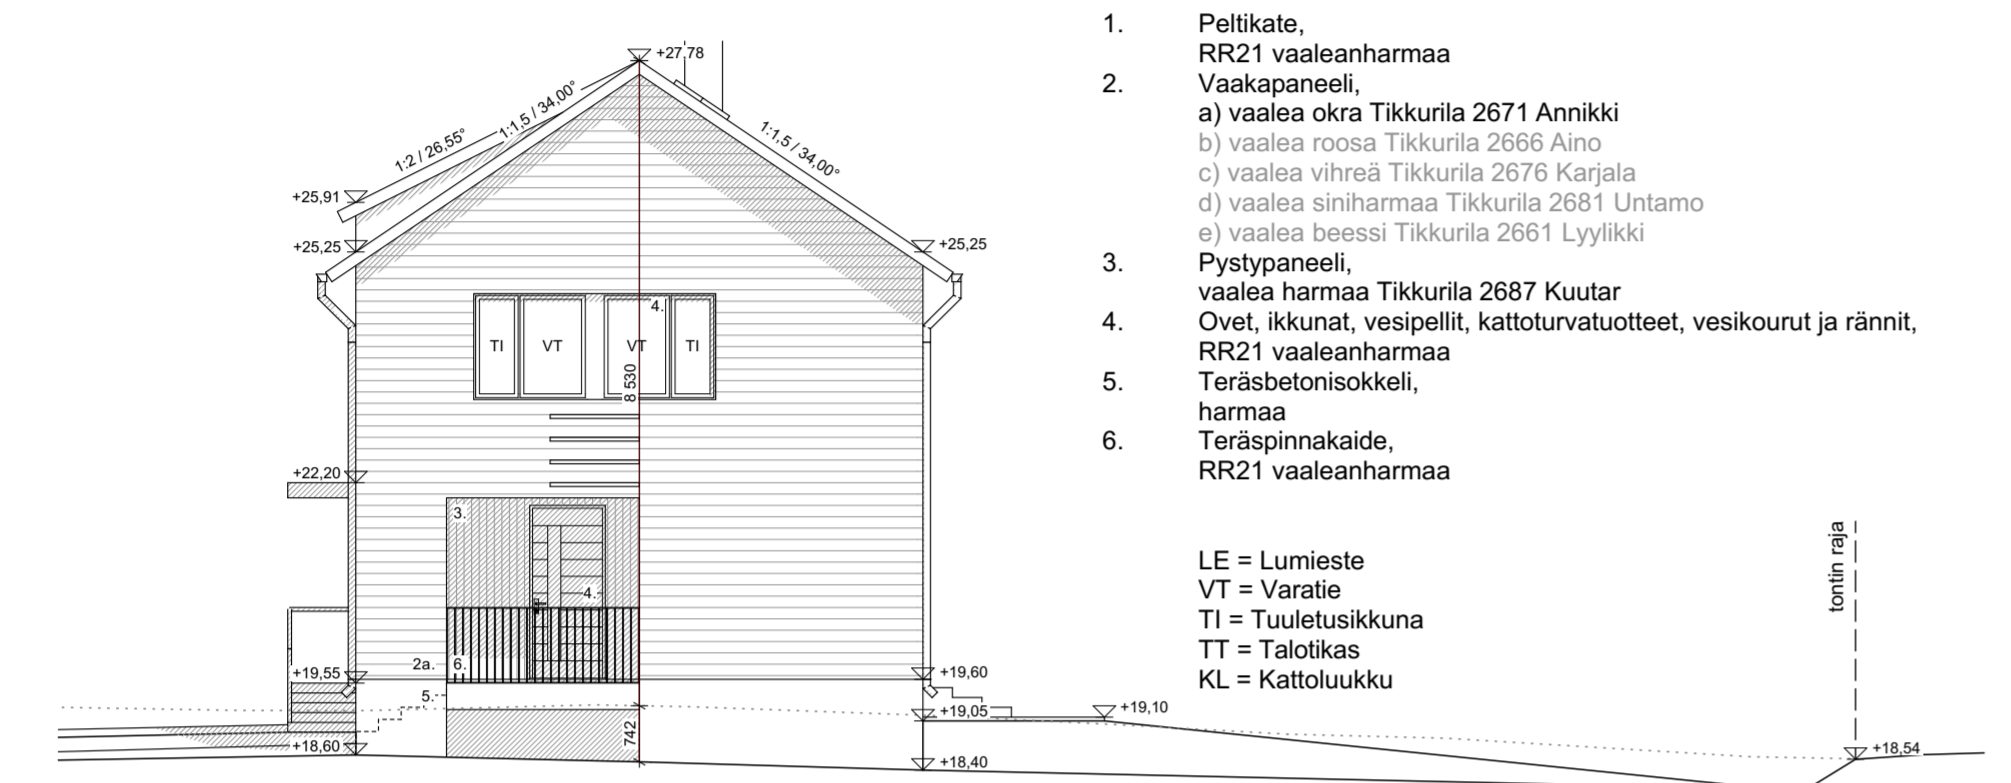 1. Peltikate,
RR21 vaaleanharmaa
2. Vaakapaneeli,
a) vaalea okra Tikkurila 2671 Annikki
b) vaalea roosa Tikkurila 2666 Aino
c) vaalea vihreä Tikkurila 2676 Karjala
d) vaalea siniharmaa Tikkurila 2681 Untamo
e) vaalea beessi Tikkurila 2661 Lyylikki
3. Pystypaneeli,
vaalea harmaa Tikkurila 2687 Kuutar
4. Ovet, ikkunat, vesipellit, kattoturvatuotteet, vesikourut ja rännit,
RR21 vaaleanharmaa
5. Teräsbetonisokkeli,
harmaa
6. Teräspinnakaide,
RR21 vaaleanharmaa
LE = Lumieste
VT = Varatie
TI = Tuuletusikkuna
TT = Talotikas
KL = Kattoluukku
+27,78
1:1,5 / 34,00°
1:2 / 26,55°
1:1,5 / 34,00°
+25,91
+25,25
+25,25
4.
TI VT VT TI
8 530
+22,20
3.
4.
2a. 6.
+19,55
+19,60
5.
+19,05
+19,10
742
+18,60
+18,40
tontin raja
+18,54